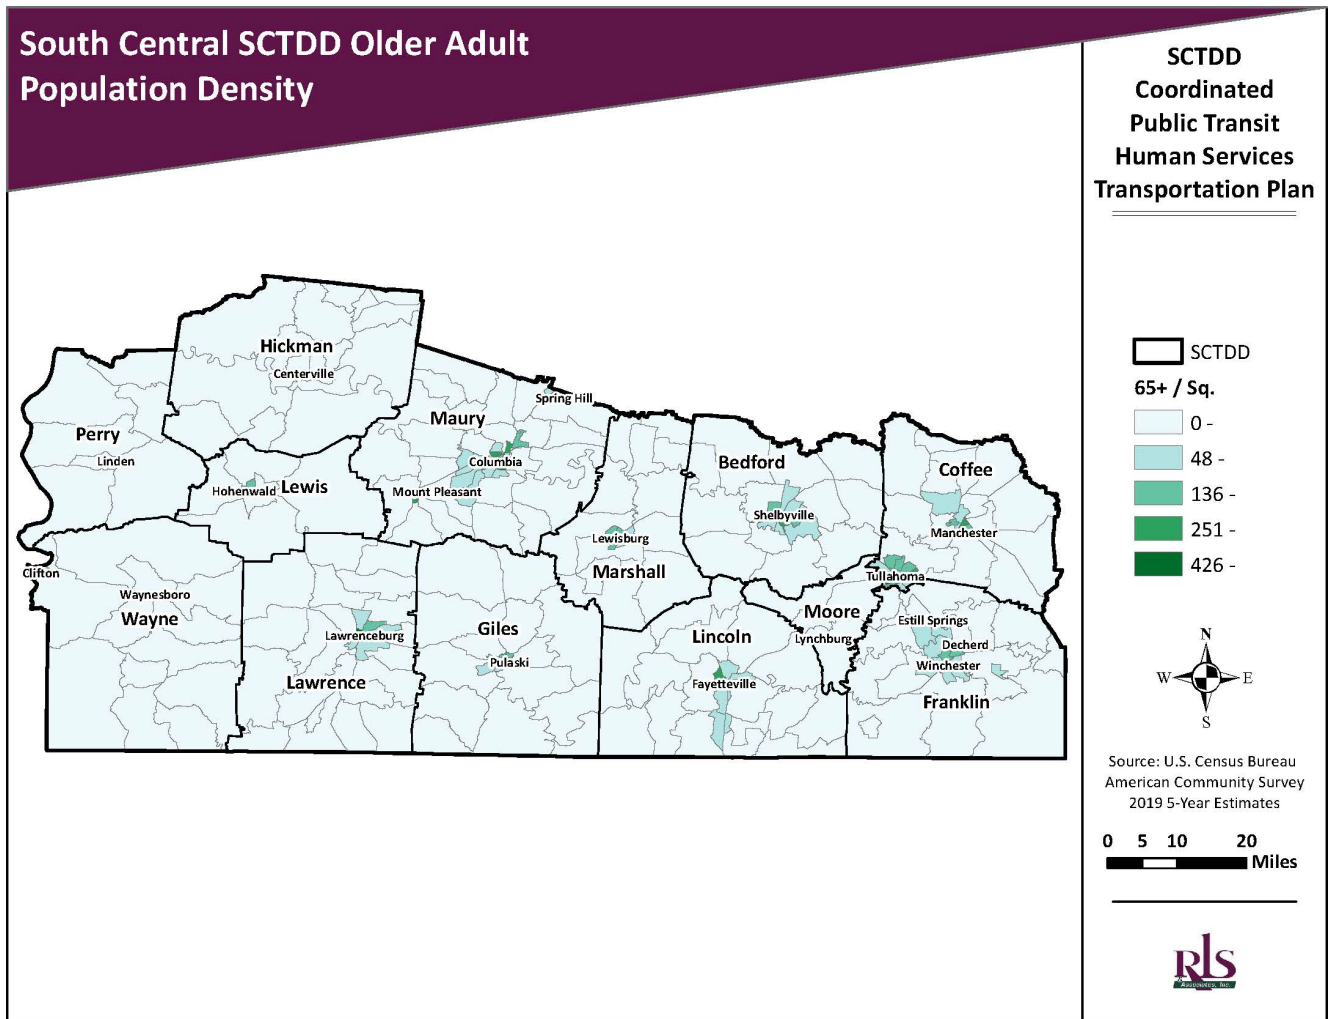 South Central SCTDD Older Adult
Population Density
SCTDD
Coordinated
Public Transit
Human Services
Transportation Plan
SCTDD
65+ / Sq.
0 -
48 -
136 -
251 -
426 -
N
W
E
S
Source: U.S. Census Bureau
American Community Survey
2019 5-Year Estimates
0 5 10 20
Miles
RLS
& Associates, Inc.
Hickman
Centerville
Spring Hill
Maury
Perry
Linden
Columbia
Bedford
Coffee
Hohenwald
Lewis
Mount Pleasant
Shelbyville
Manchester
Lewisburg
Clifton
Marshall
Tullahoma
Waynesboro
Wayne
Moore
Estill Springs
Giles
Lawrenceburg
Lincoln
Lynchburg
Decherd
Pulaski
Winchester
Lawrence
Fayetteville
Franklin